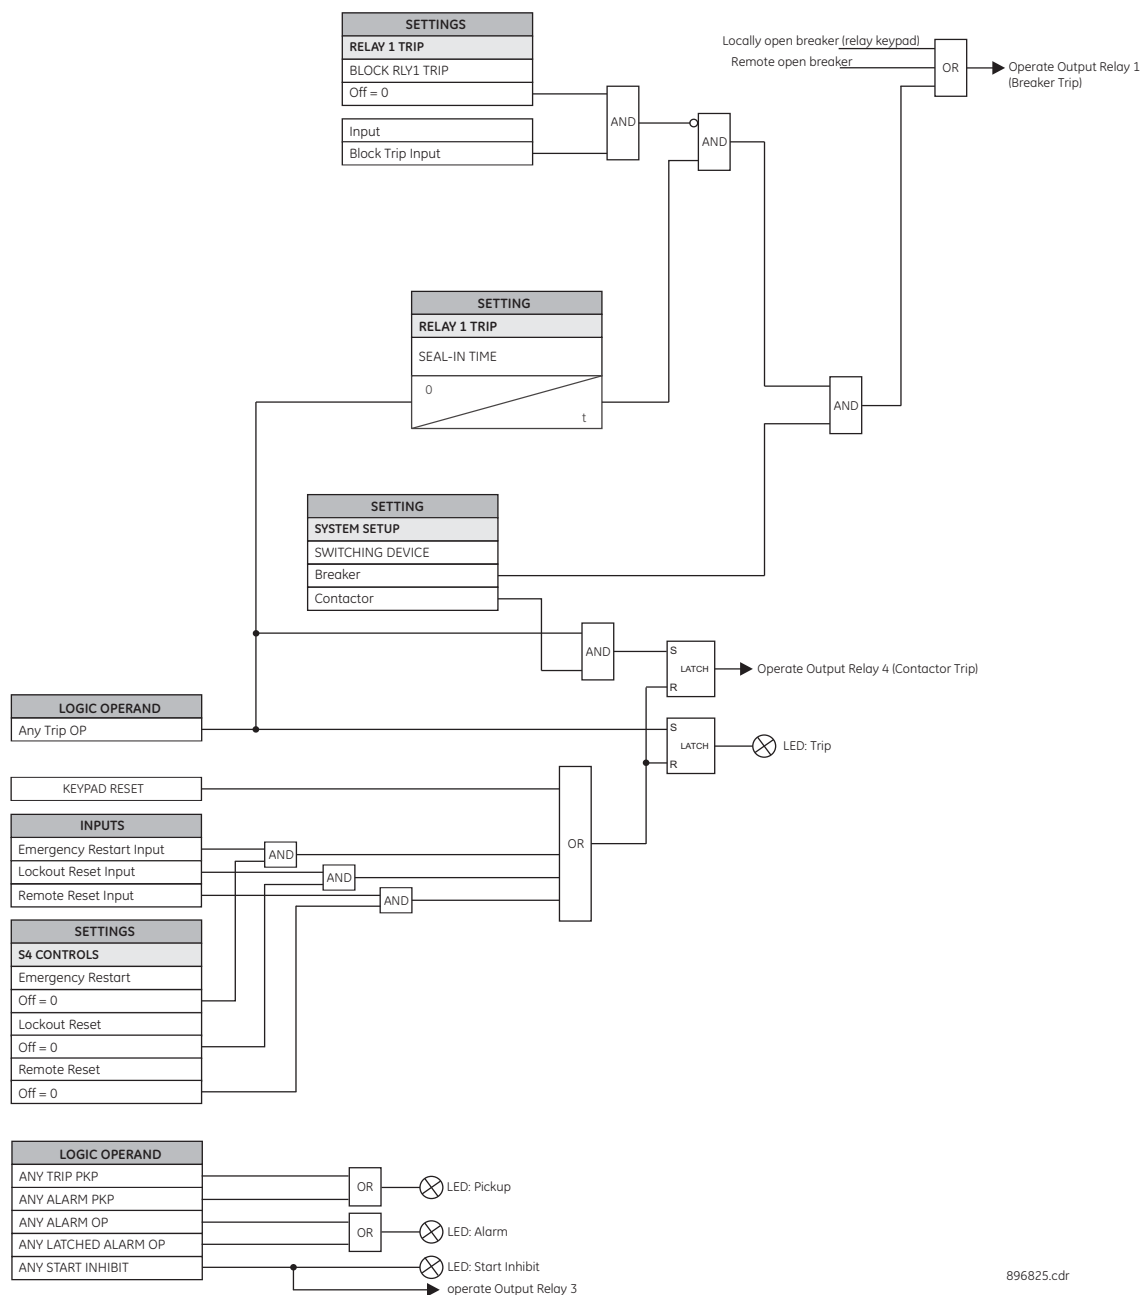 SETTINGS
RELAY 1 TRIP
BLOCK RLY1 TRIP
Off = 0
Input
Block Trip Input
AND
AND
Locally open breaker (relay keypad)
Remote open breaker
OR
Operate Output Relay 1
(Breaker Trip)
SETTING
RELAY 1 TRIP
SEAL-IN TIME
0
t
AND
SETTING
SYSTEM SETUP
SWITCHING DEVICE
Breaker
Contactor
AND
S
LATCH
R
Operate Output Relay 4 (Contactor Trip)
LOGIC OPERAND
Any Trip OP
S
LATCH
R
LED: Trip
KEYPAD RESET
INPUTS
Emergency Restart Input
Lockout Reset Input
Remote Reset Input
AND
AND
AND
OR
SETTINGS
S4 CONTROLS
Emergency Restart
Off = 0
Lockout Reset
Off = 0
Remote Reset
Off = 0
LOGIC OPERAND
ANY TRIP PKP
ANY ALARM PKP
ANY ALARM OP
ANY LATCHED ALARM OP
ANY START INHIBIT
OR
LED: Pickup
OR
LED: Alarm
LED: Start Inhibit
operate Output Relay 3
896825.cdr